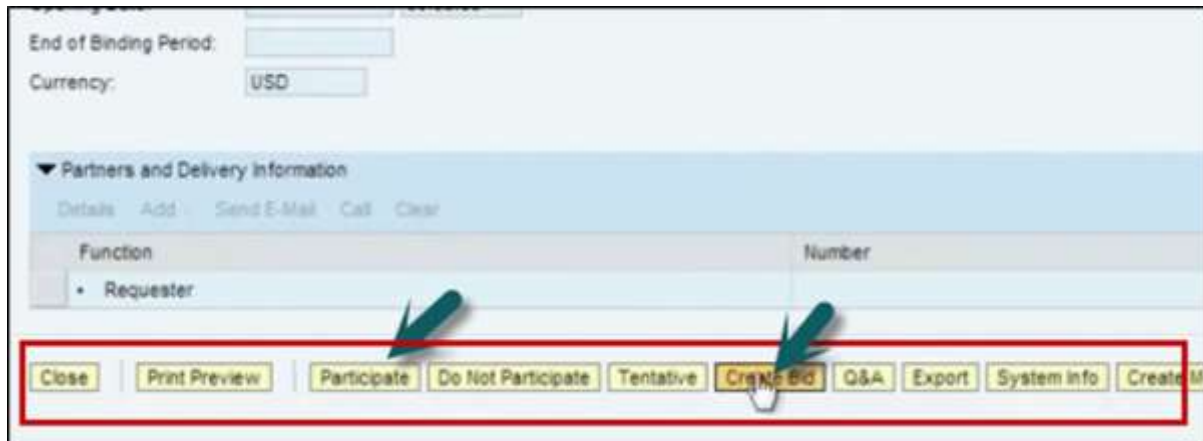 End of Binding Period:
Currency: USD
Partners and Delivery Information
Details Add Send E-Mail Call Clear
Function Number
Requester
Close Print Preview Participate Do Not Participate Tentative Create Bid Q&A Export System Info Create